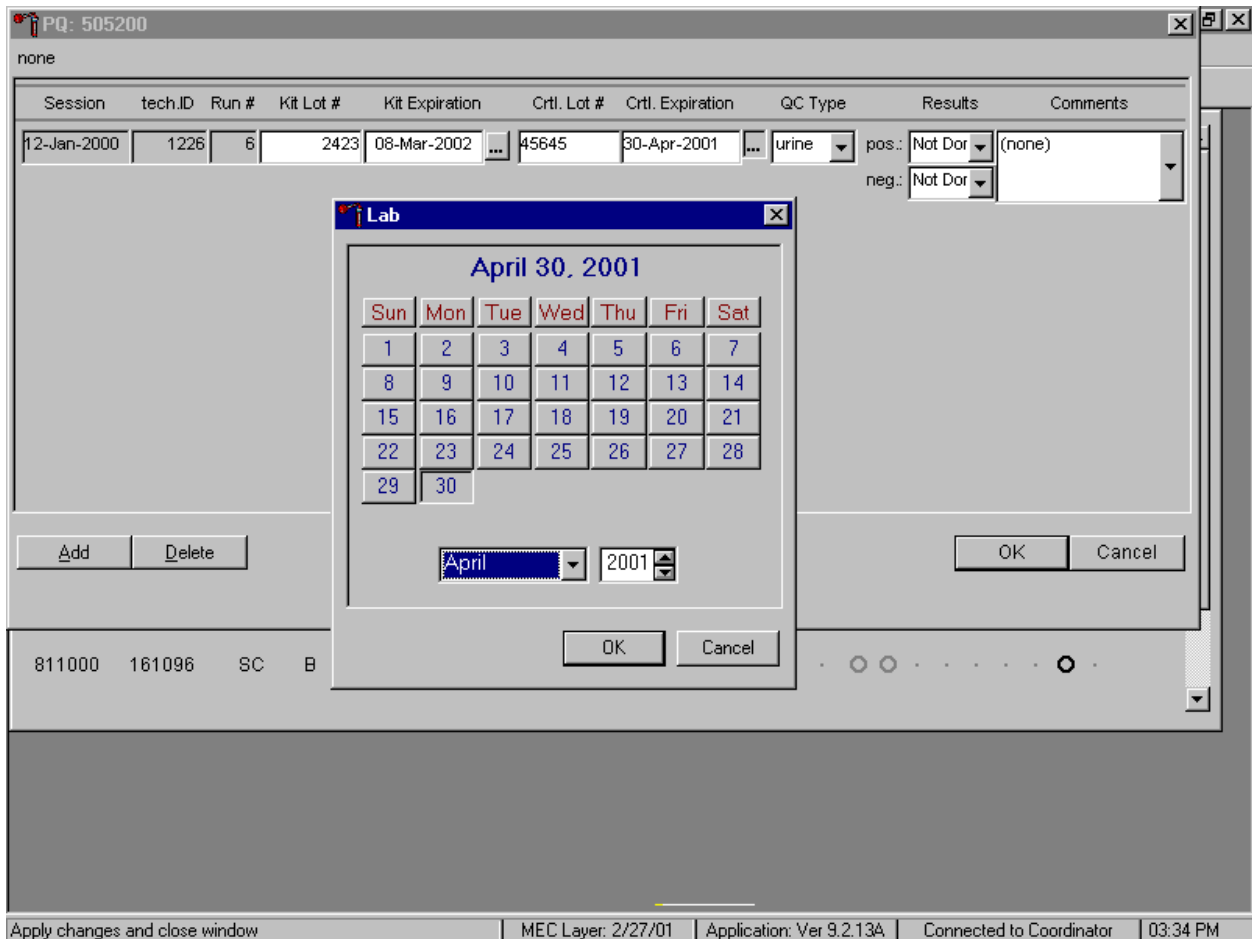 PQ: 505200
none
Session tech.ID Run # Kit Lot # Kit Expiration Crtl. Lot # Crtl. Expiration QC Type Results Comments
12-Jan-2000 1226 6 2423 08-Mar-2002 ... 45645 30-Apr-2001 ... urine pos.: Not Dor (none)
neg.: Not Dor
Lab
April 30, 2001
Sun Mon Tue Wed Thu Fri Sat
1 2 3 4 5 6 7
8 9 10 11 12 13 14
15 16 17 18 19 20 21
22 23 24 25 26 27 28
29 30
April 2001
OK Cancel
Add Delete OK Cancel
811000 161096 SC B
Apply changes and close window MEC Layer: 2/27/01 Application: Ver 9.2.13A Connected to Coordinator 03:34 PM